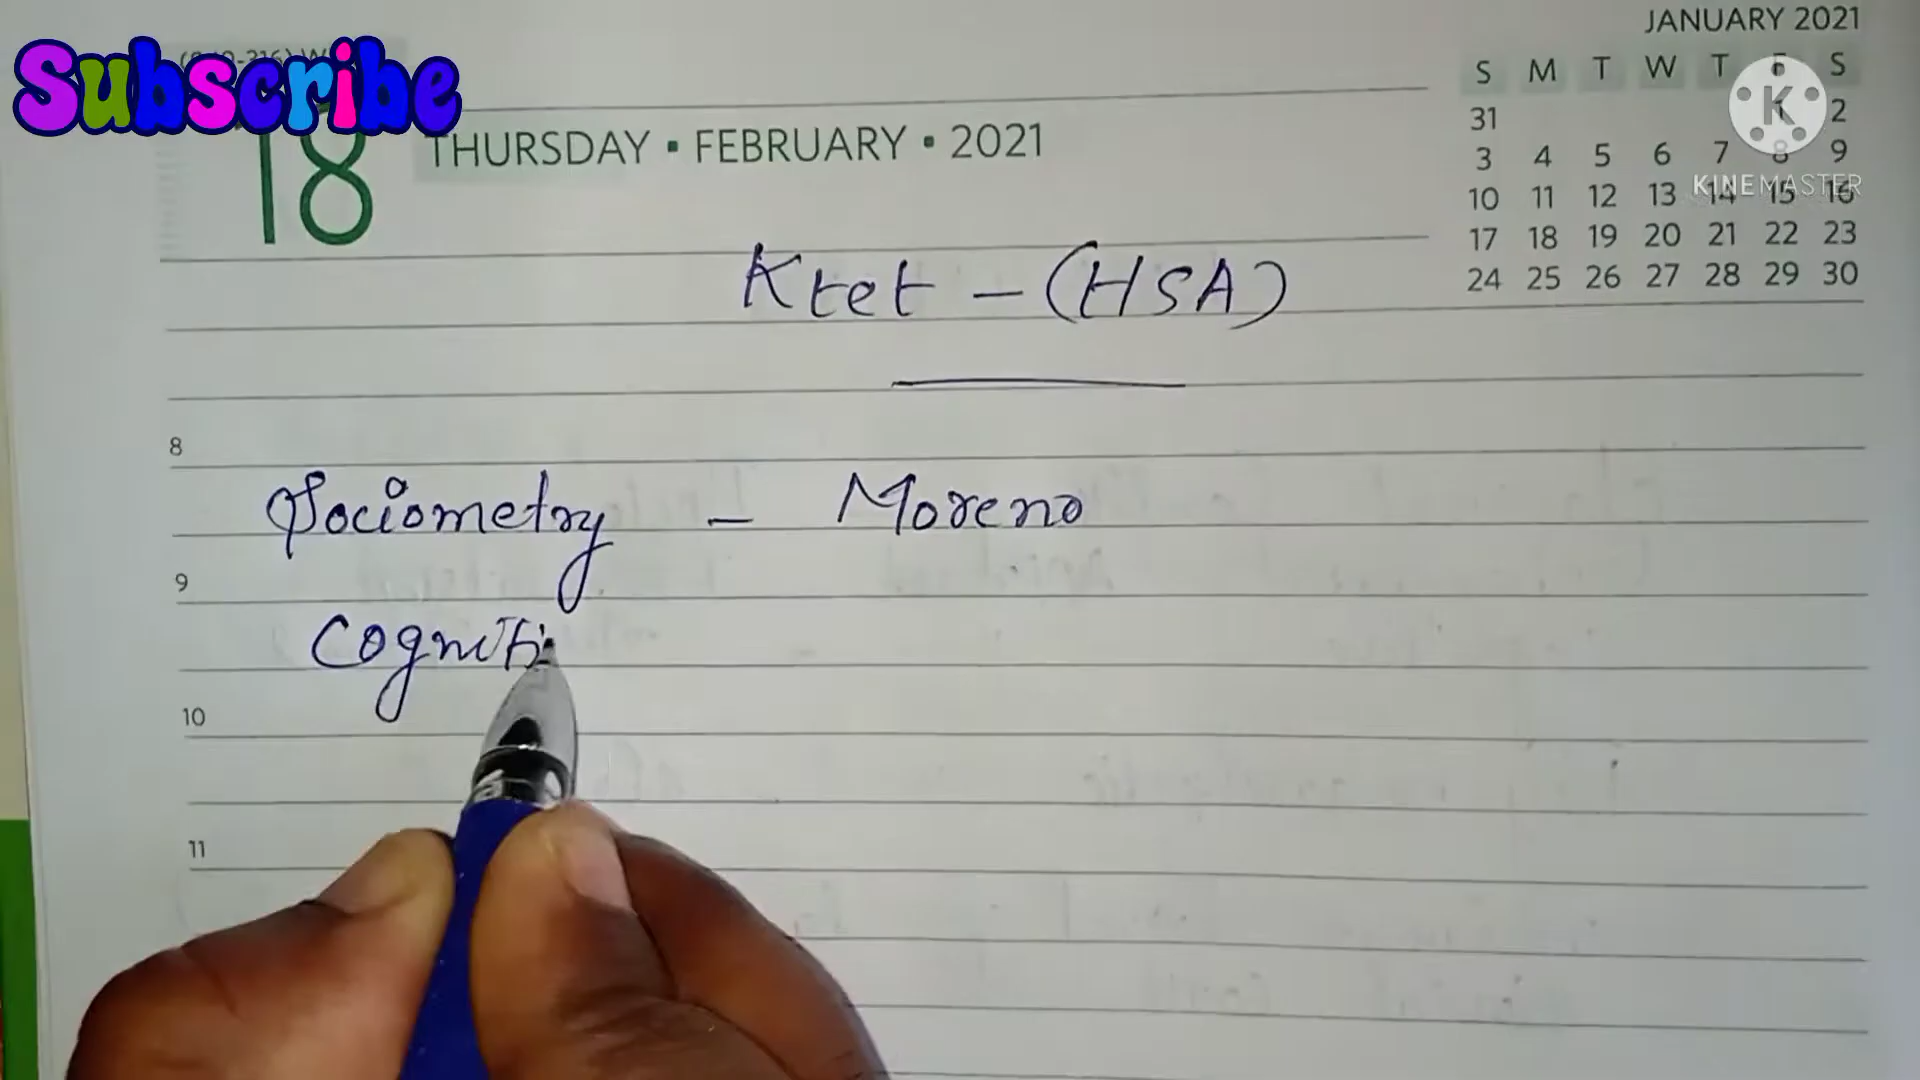 Subscribe
JANUARY 2021
S M T W T F S
31 1 2
3 4 5 6 7 8 9
10 11 12 13 14 15 16
17 18 19 20 21 22 23
24 25 26 27 28 29 30
K
KINEMASTER
18 THURSDAY • FEBRUARY • 2021
Ktet - (HSA)
8
Sociometry - Moreno
9
Cogniti
10
11